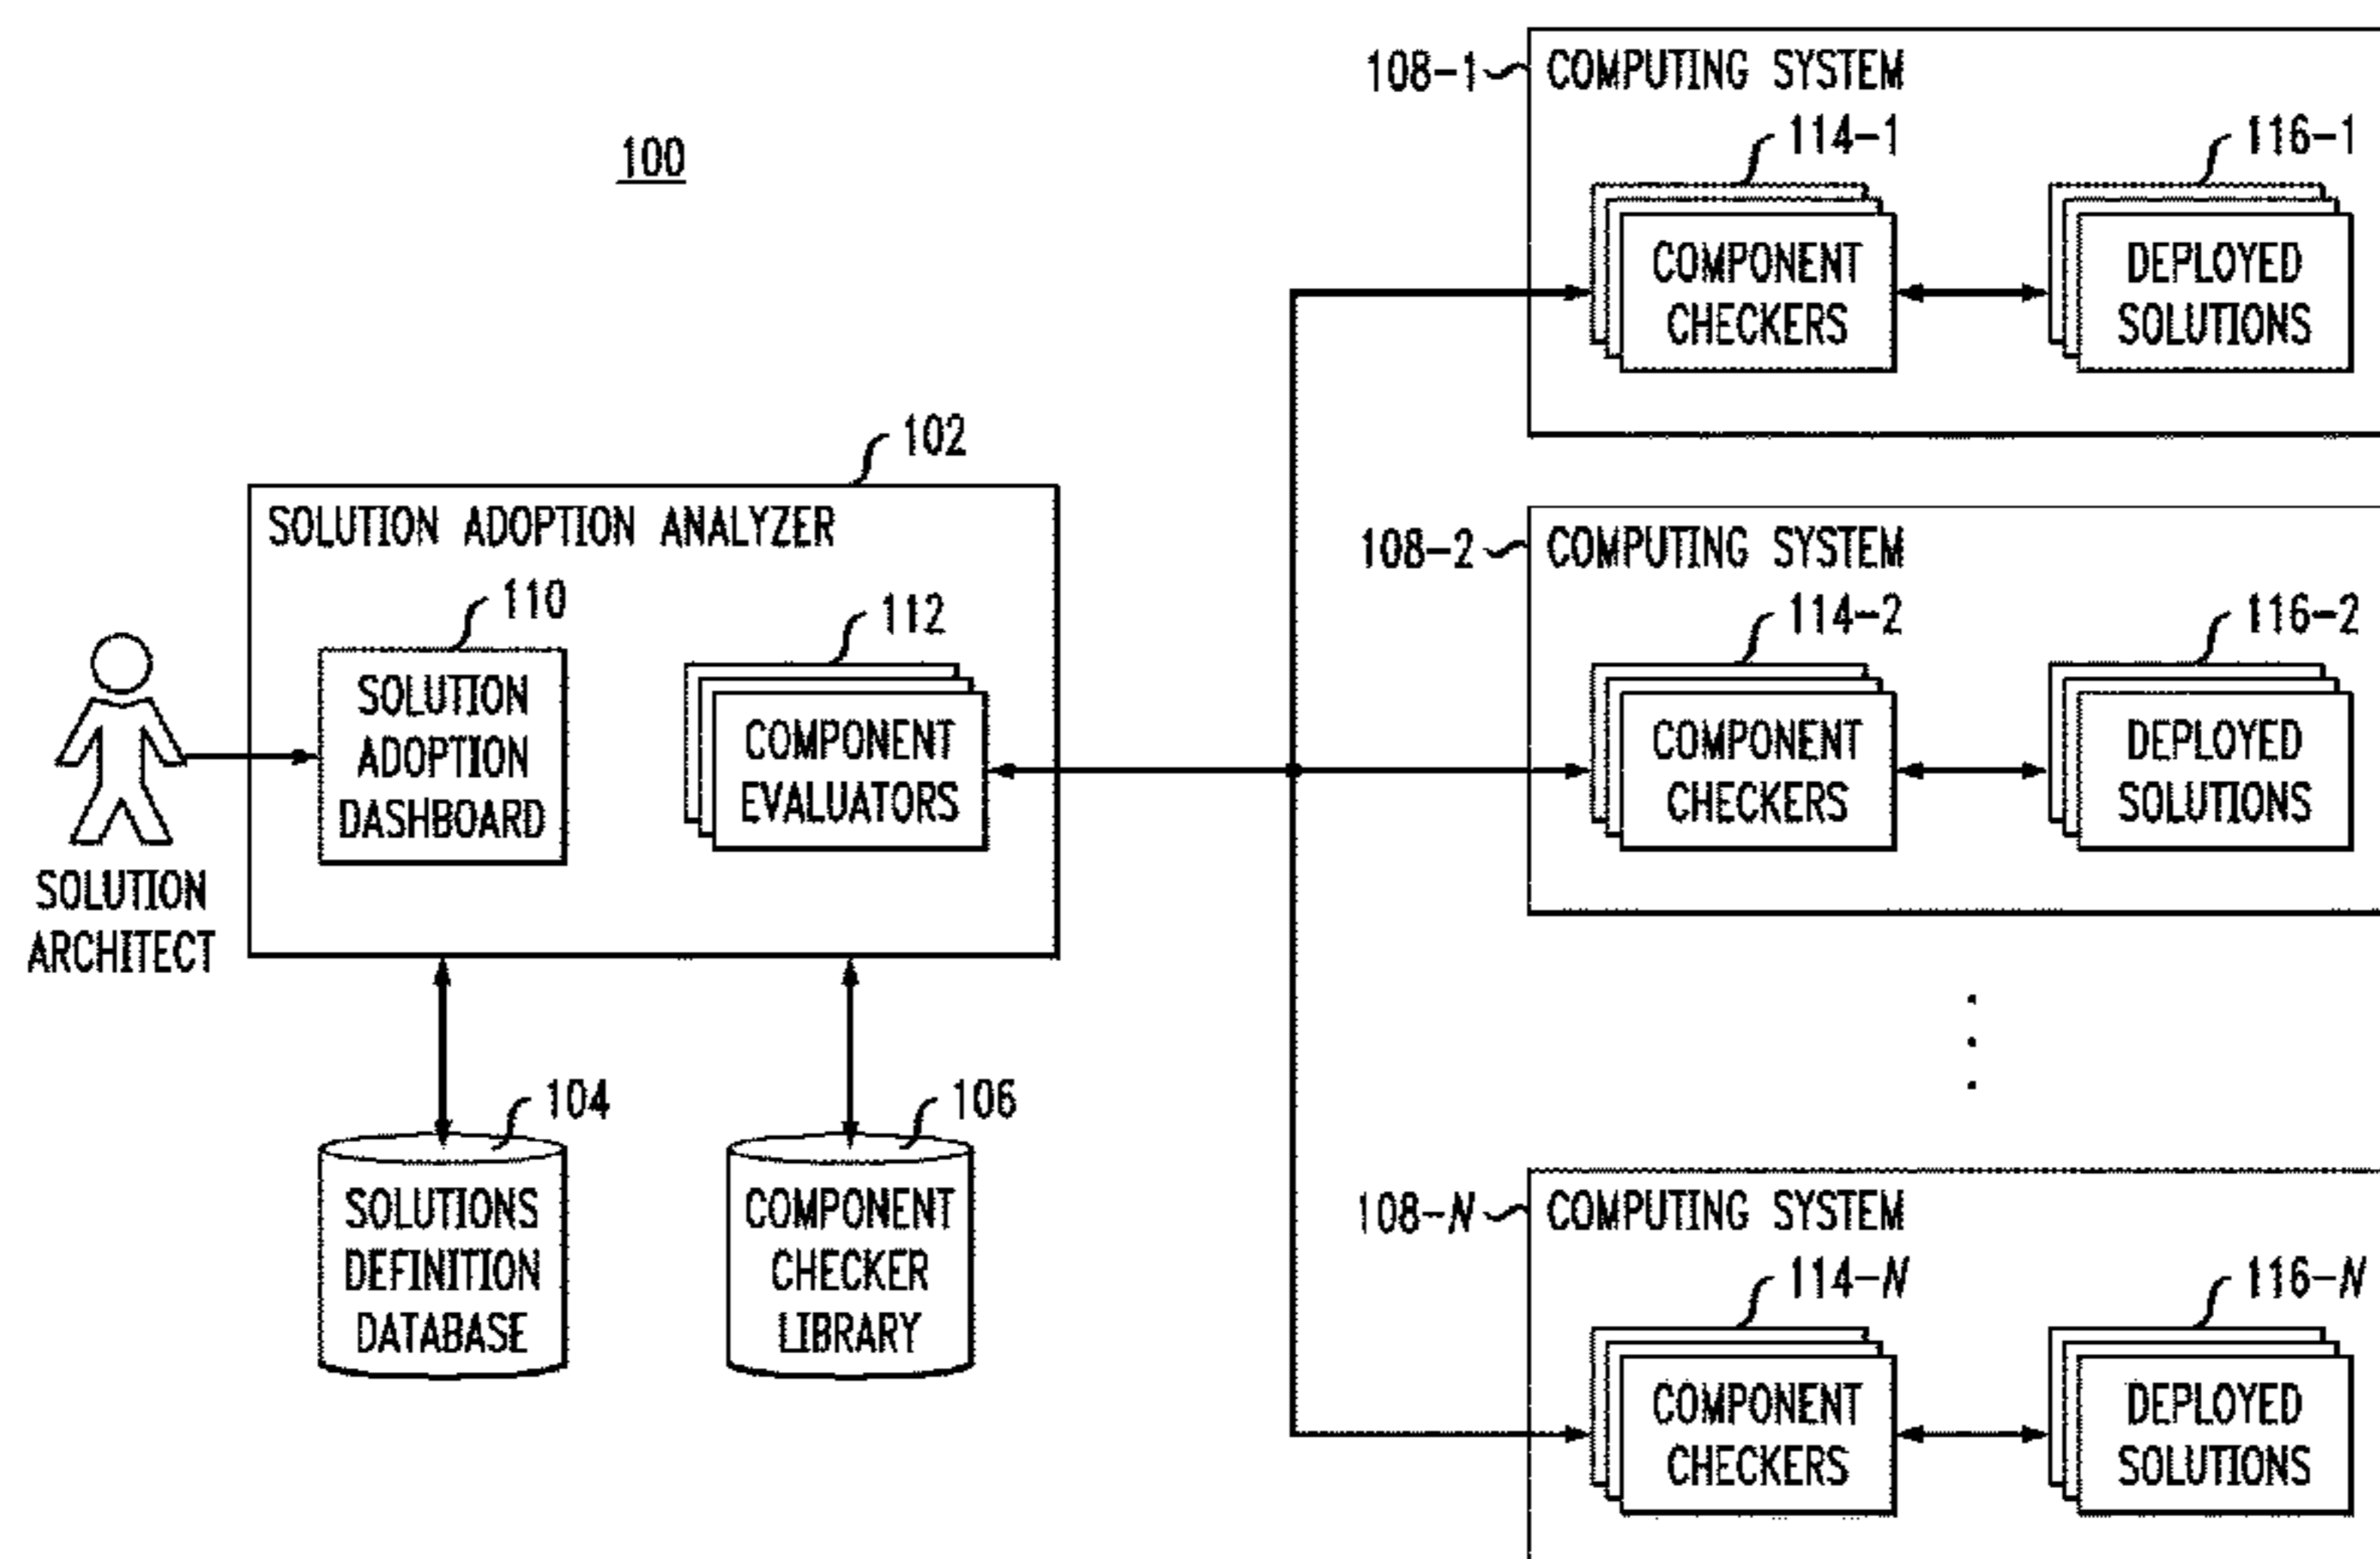 100
108-1
COMPUTING SYSTEM
114-1
116-1
COMPONENT
CHECKERS
DEPLOYED
SOLUTIONS
102
SOLUTION ADOPTION ANALYZER
110
112
SOLUTION
ADOPTION
DASHBOARD
COMPONENT
EVALUATORS
SOLUTION
ARCHITECT
108-2
COMPUTING SYSTEM
114-2
116-2
COMPONENT
CHECKERS
DEPLOYED
SOLUTIONS
104
106
SOLUTIONS
DEFINITION
DATABASE
COMPONENT
CHECKER
LIBRARY
108-N
COMPUTING SYSTEM
114-N
116-N
COMPONENT
CHECKERS
DEPLOYED
SOLUTIONS